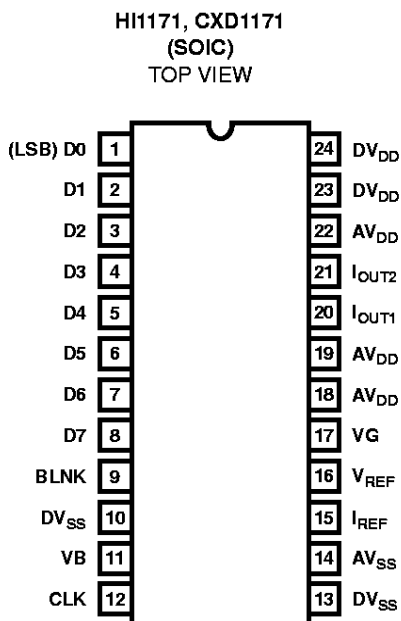 HI1171, CXD1171
(SOIC)
TOP VIEW
(LSB) D0 1 24 DVDD
D1 2 23 DVDD
D2 3 22 AVDD
D3 4 21 IOUT2
D4 5 20 IOUT1
D5 6 19 AVDD
D6 7 18 AVDD
D7 8 17 VG
BLNK 9 16 VREF
DVSS 10 15 IREF
VB 11 14 AVSS
CLK 12 13 DVSS